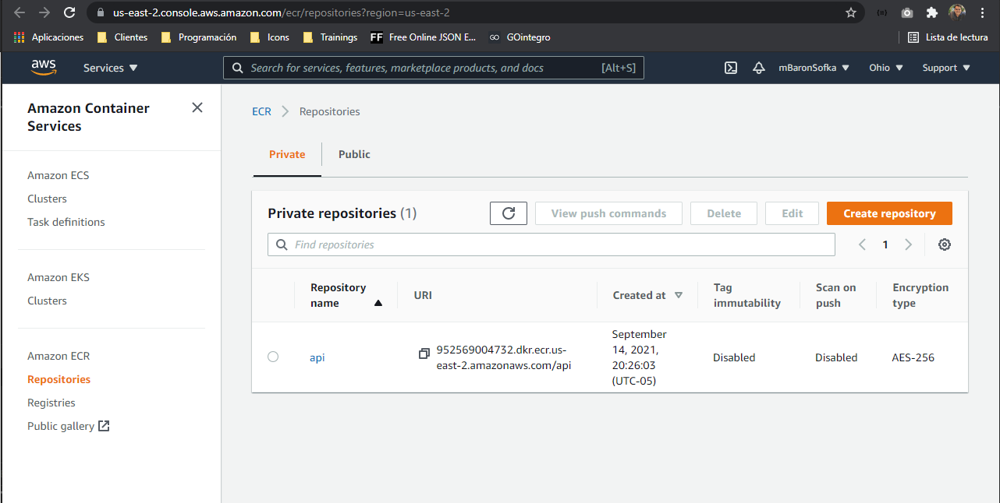 us-east-2.console.aws.amazon.com/ecr/repositories?region=us-east-2
Aplicaciones Clientes Programación Icons Trainings FF Free Online JSON E... GO GOintegro Lista de lectura
aws Services ▼ Search for services, features, marketplace products, and docs [Alt+S] mBaronSofka ▼ Ohio ▼ Support ▼
Amazon Container
Services
Amazon ECS
Clusters
Task definitions
Amazon EKS
Clusters
Amazon ECR
Repositories
Registries
Public gallery
ECR > Repositories
Private Public
Private repositories (1) View push commands Delete Edit Create repository
Find repositories < 1 >
Repository
name ▲
URI
Created at ▽
Tag
immutability
Scan on
push
Encryption
type
api
952569004732.dkr.ecr.us-
east-2.amazonaws.com/api
September
14, 2021,
20:26:03
(UTC-05)
Disabled
Disabled
AES-256